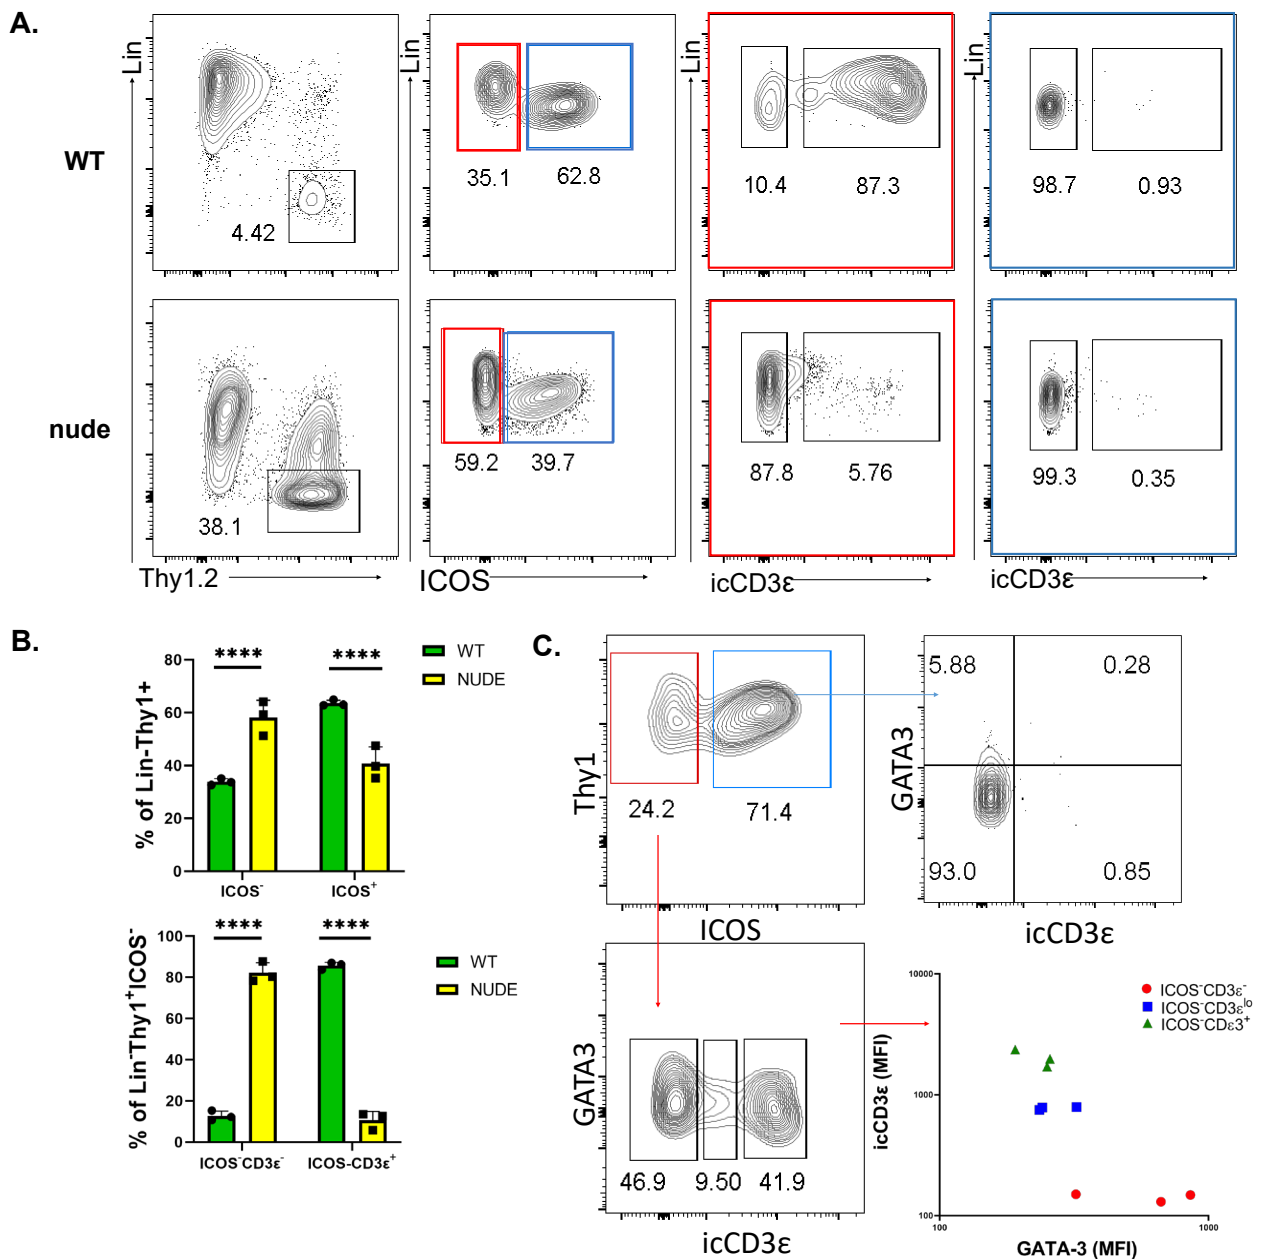 A.
Lin
Lin
Lin
Lin
WT
4.42
35.1
62.8
10.4
87.3
98.7
0.93
nude
38.1
59.2
39.7
87.8
5.76
99.3
0.35
Thy1.2
ICOS
icCD3ε
icCD3ε
B.
% of Lin-Thy1+
80
60
40
20
0
****
****
WT
NUDE
ICOS⁻
ICOS⁺
% of Lin⁻Thy1⁺ICOS⁻
100
80
60
40
20
0
****
****
WT
NUDE
ICOS⁻CD3ε⁻
ICOS-CD3ε⁺
C.
Thy1
24.2
71.4
ICOS
GATA3
5.88
0.28
93.0
0.85
icCD3ε
GATA3
46.9
9.50
41.9
icCD3ε
icCD3ε (MFI)
10000
1000
100
ICOS⁻CD3ε⁻
ICOS⁻CD3ε^lo
ICOS⁻CDε3⁺
100
1000
GATA-3 (MFI)